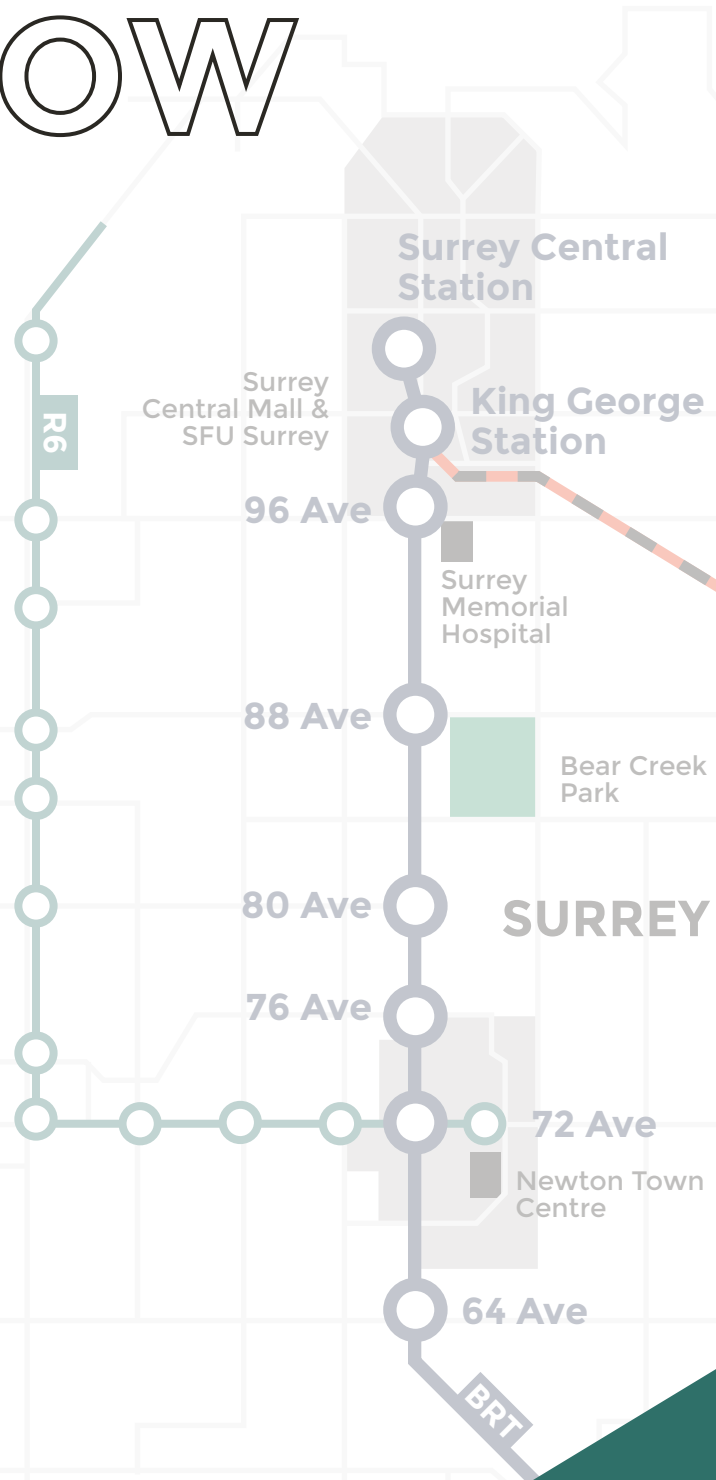 OW
Surrey Central
Station
Surrey
Central Mall &
SFU Surrey
King George
Station
R6
96 Ave
Surrey
Memorial
Hospital
88 Ave
Bear Creek
Park
80 Ave
SURREY
76 Ave
72 Ave
Newton Town
Centre
64 Ave
BRT